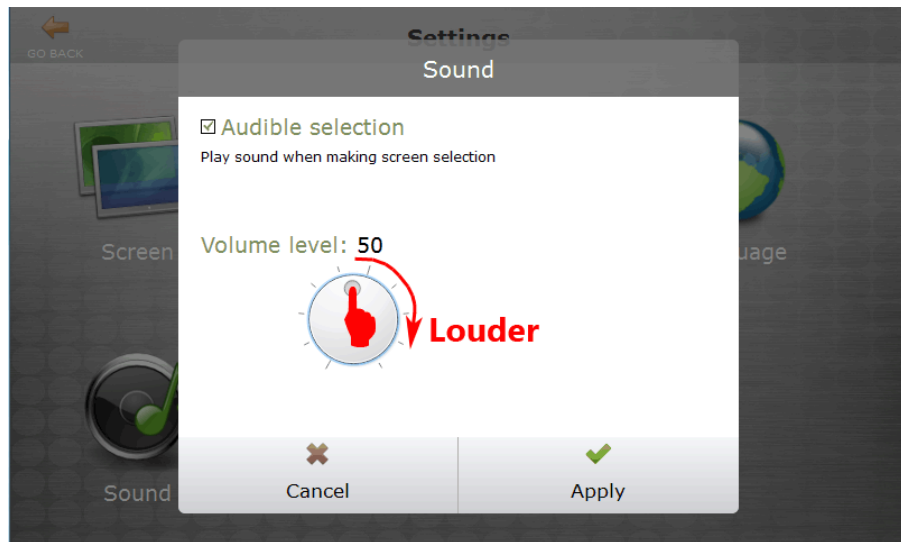 Settings
GO BACK
Sound
Audible selection
Play sound when making screen selection
Screen
uage
Volume level: 50
Louder
Sound
Cancel
Apply